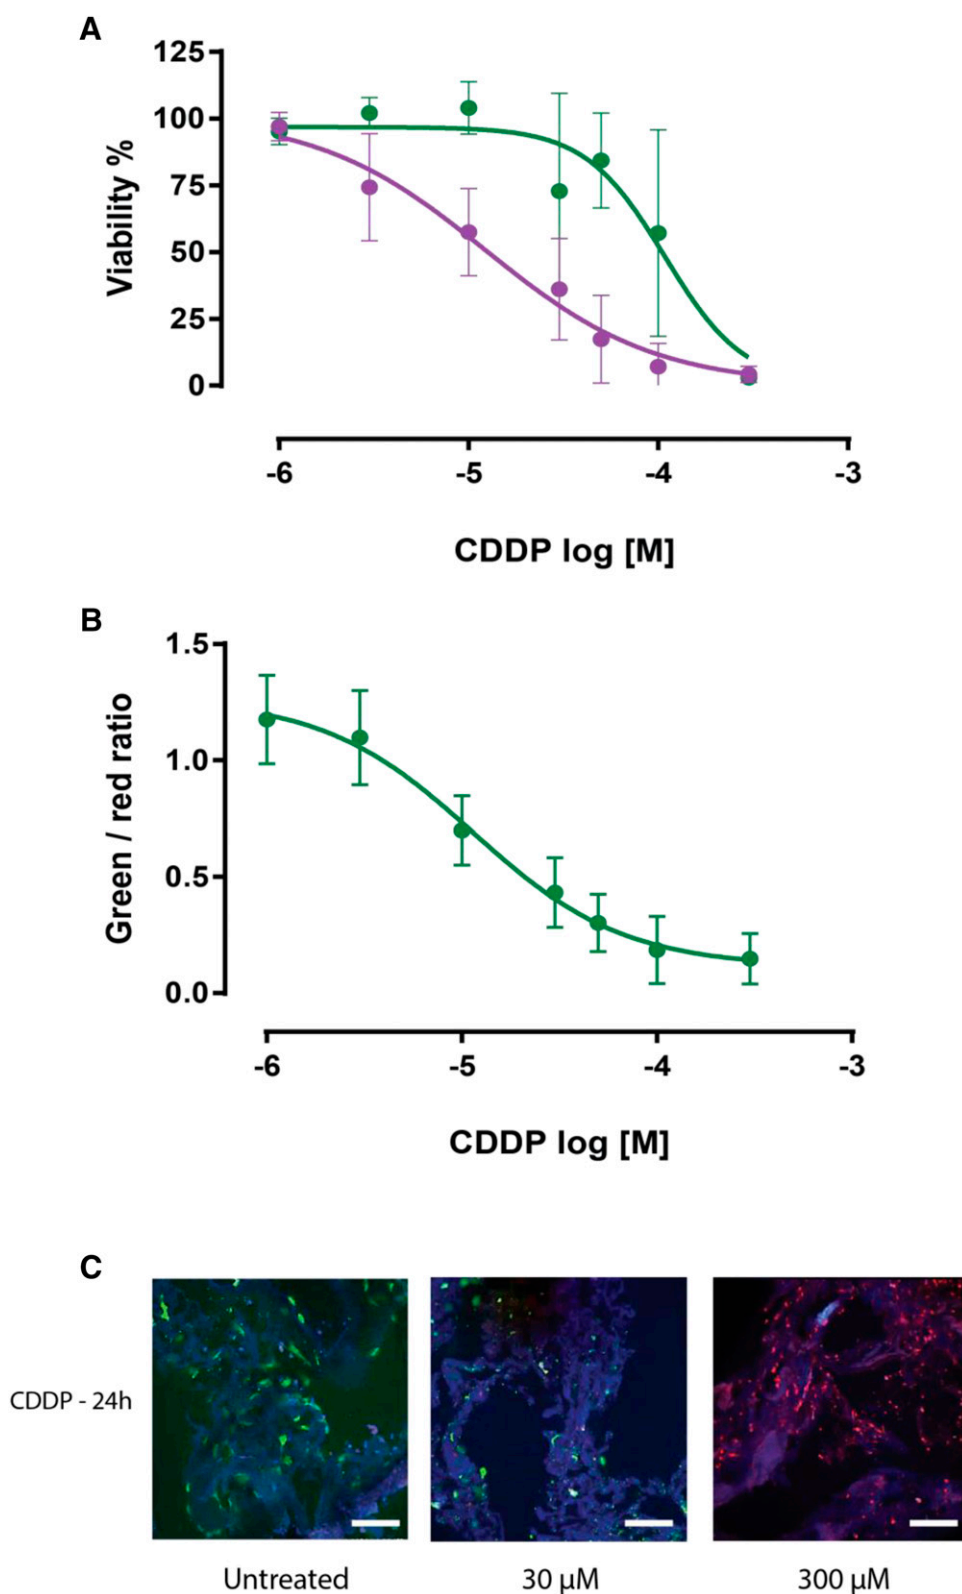 A
125
100
75
50
25
0
Viability %
-6 -5 -4 -3
CDDP log [M]
B
1.5
1.0
0.5
0.0
Green / red ratio
-6 -5 -4 -3
CDDP log [M]
C
CDDP - 24h
Untreated 30 µM 300 µM